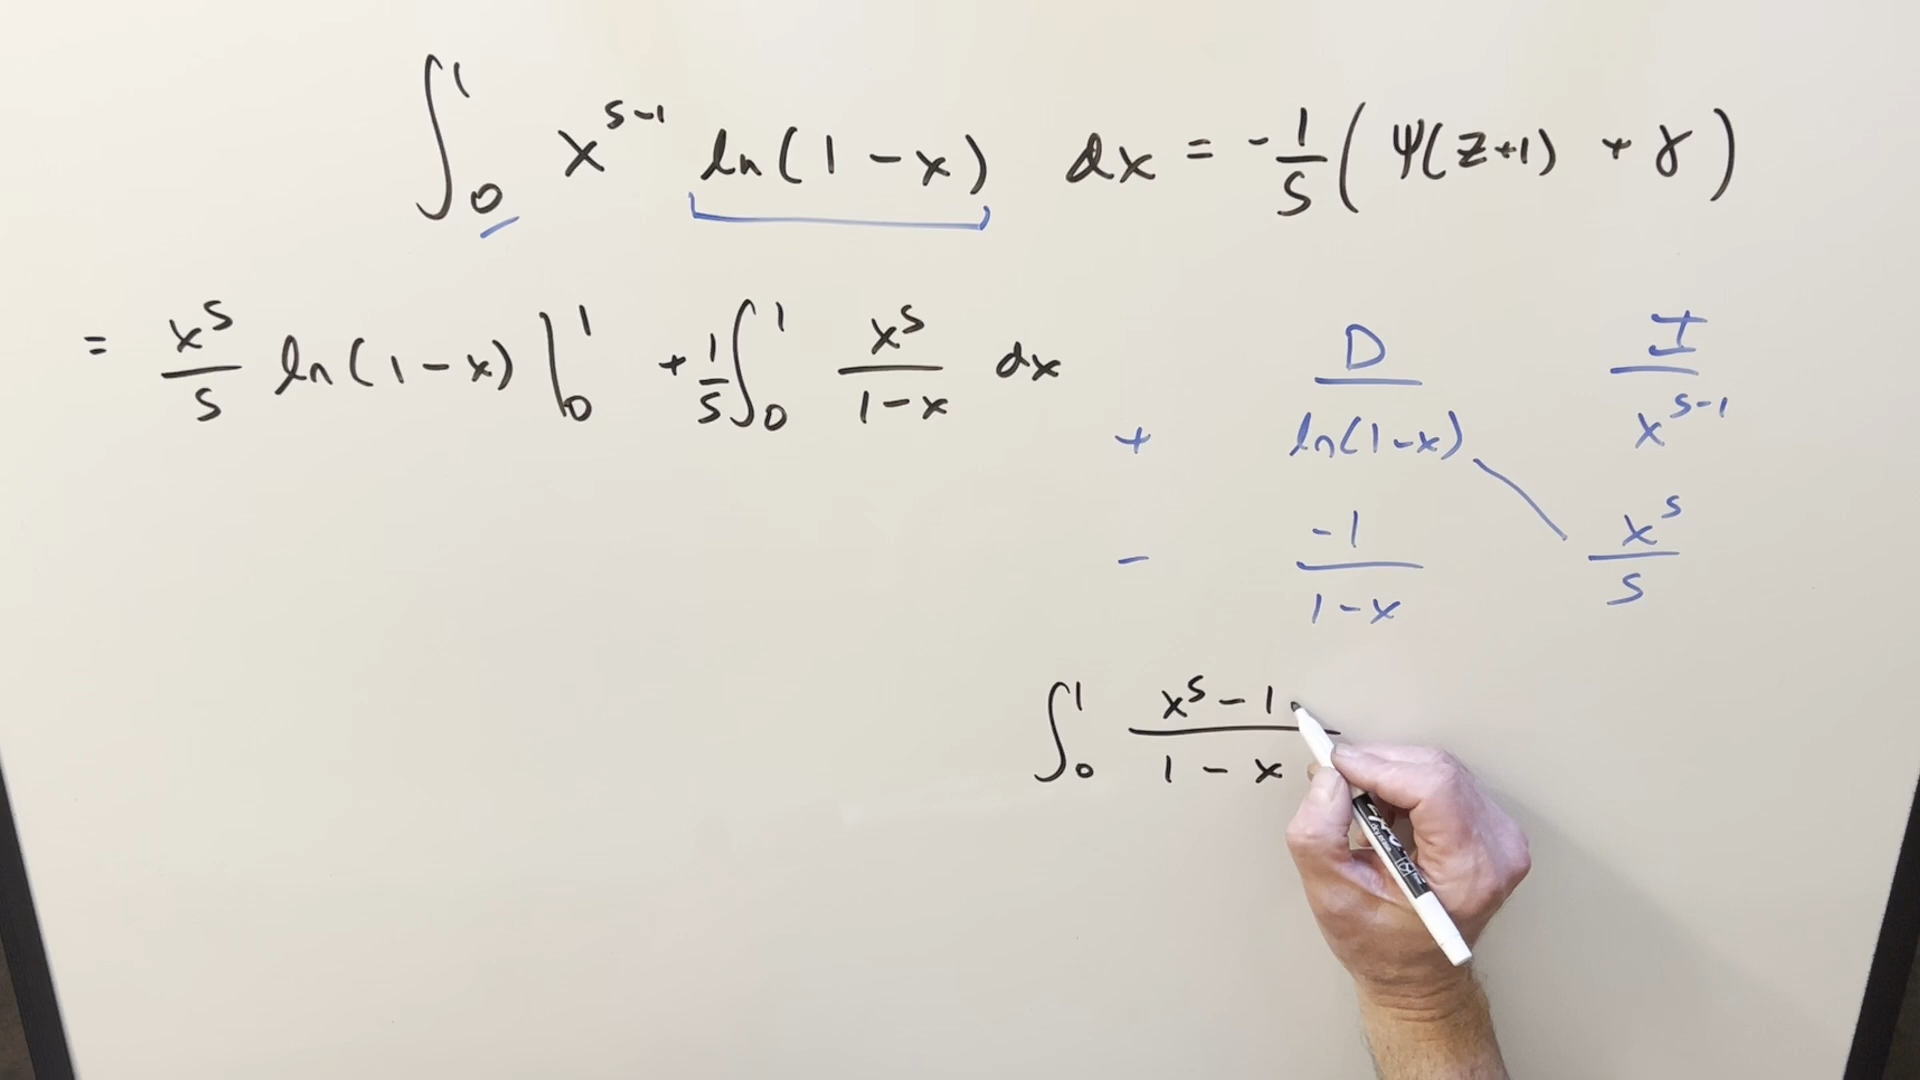 ∫₀¹ x^(s-1) ln(1-x) dx = -1/s (Ψ(z+1) + γ)
= x^s/s ln(1-x) |₀¹ + 1/s ∫₀¹ x^s/(1-x) dx
D I
+ ln(1-x) x^(s-1)
- -1/(1-x) x^s/s
∫₀¹ (x^s - 1)/(1 - x)